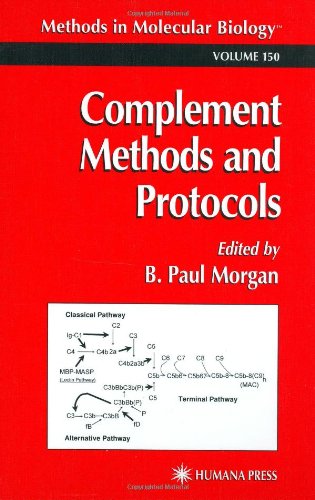 Methods in Molecular Biology™
VOLUME 150
Complement
Methods and
Protocols
Edited by
B. Paul Morgan
Classical Pathway
Ig-C1
C2
C4
C4b2a
C3
MBP-MASP
(Lectin Pathway)
C4b2a3b
C5
C6
C7
C8
C9
C5b
C5b6
C5b67
C5b-8
C5b-8(C9)n
(MAC)
C3bBbC3b(P)
C5
Terminal Pathway
C3bBb(P)
P
C3
C3b
C3bB
fB
fD
Alternative Pathway
HUMANA PRESS